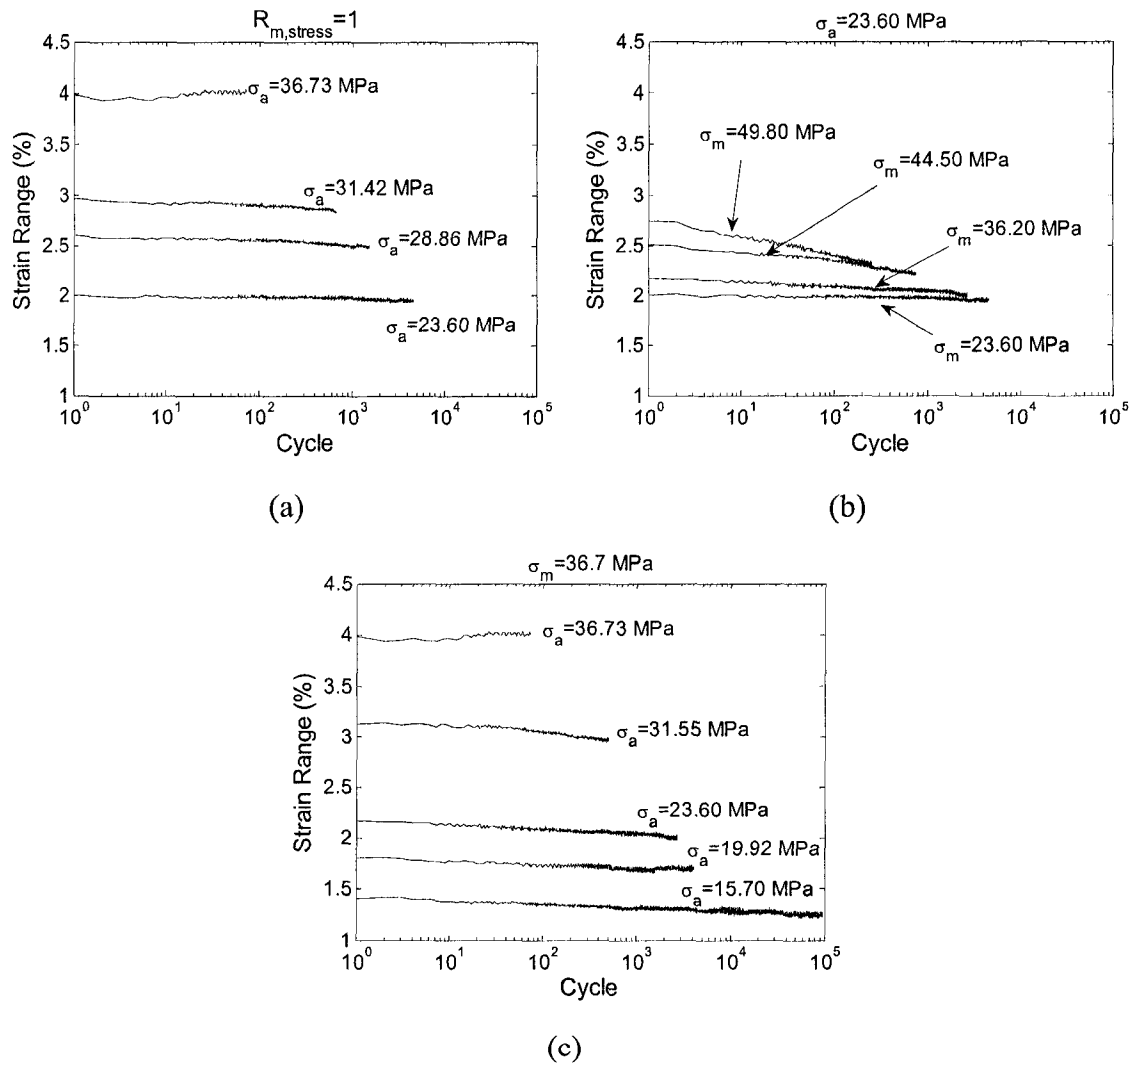 R_m,stress=1
4.5
4
3.5
3
2.5
2
1.5
1
Strain Range (%)
σ_a=36.73 MPa
σ_a=31.42 MPa
σ_a=28.86 MPa
σ_a=23.60 MPa
10^0 10^1 10^2 10^3 10^4 10^5
Cycle
(a)
σ_a=23.60 MPa
4.5
4
3.5
3
2.5
2
1.5
1
Strain Range (%)
σ_m=49.80 MPa
σ_m=44.50 MPa
σ_m=36.20 MPa
σ_m=23.60 MPa
10^0 10^1 10^2 10^3 10^4 10^5
Cycle
(b)
σ_m=36.7 MPa
4.5
4
3.5
3
2.5
2
1.5
1
Strain Range (%)
σ_a=36.73 MPa
σ_a=31.55 MPa
σ_a=23.60 MPa
σ_a=19.92 MPa
σ_a=15.70 MPa
10^0 10^1 10^2 10^3 10^4 10^5
Cycle
(c)